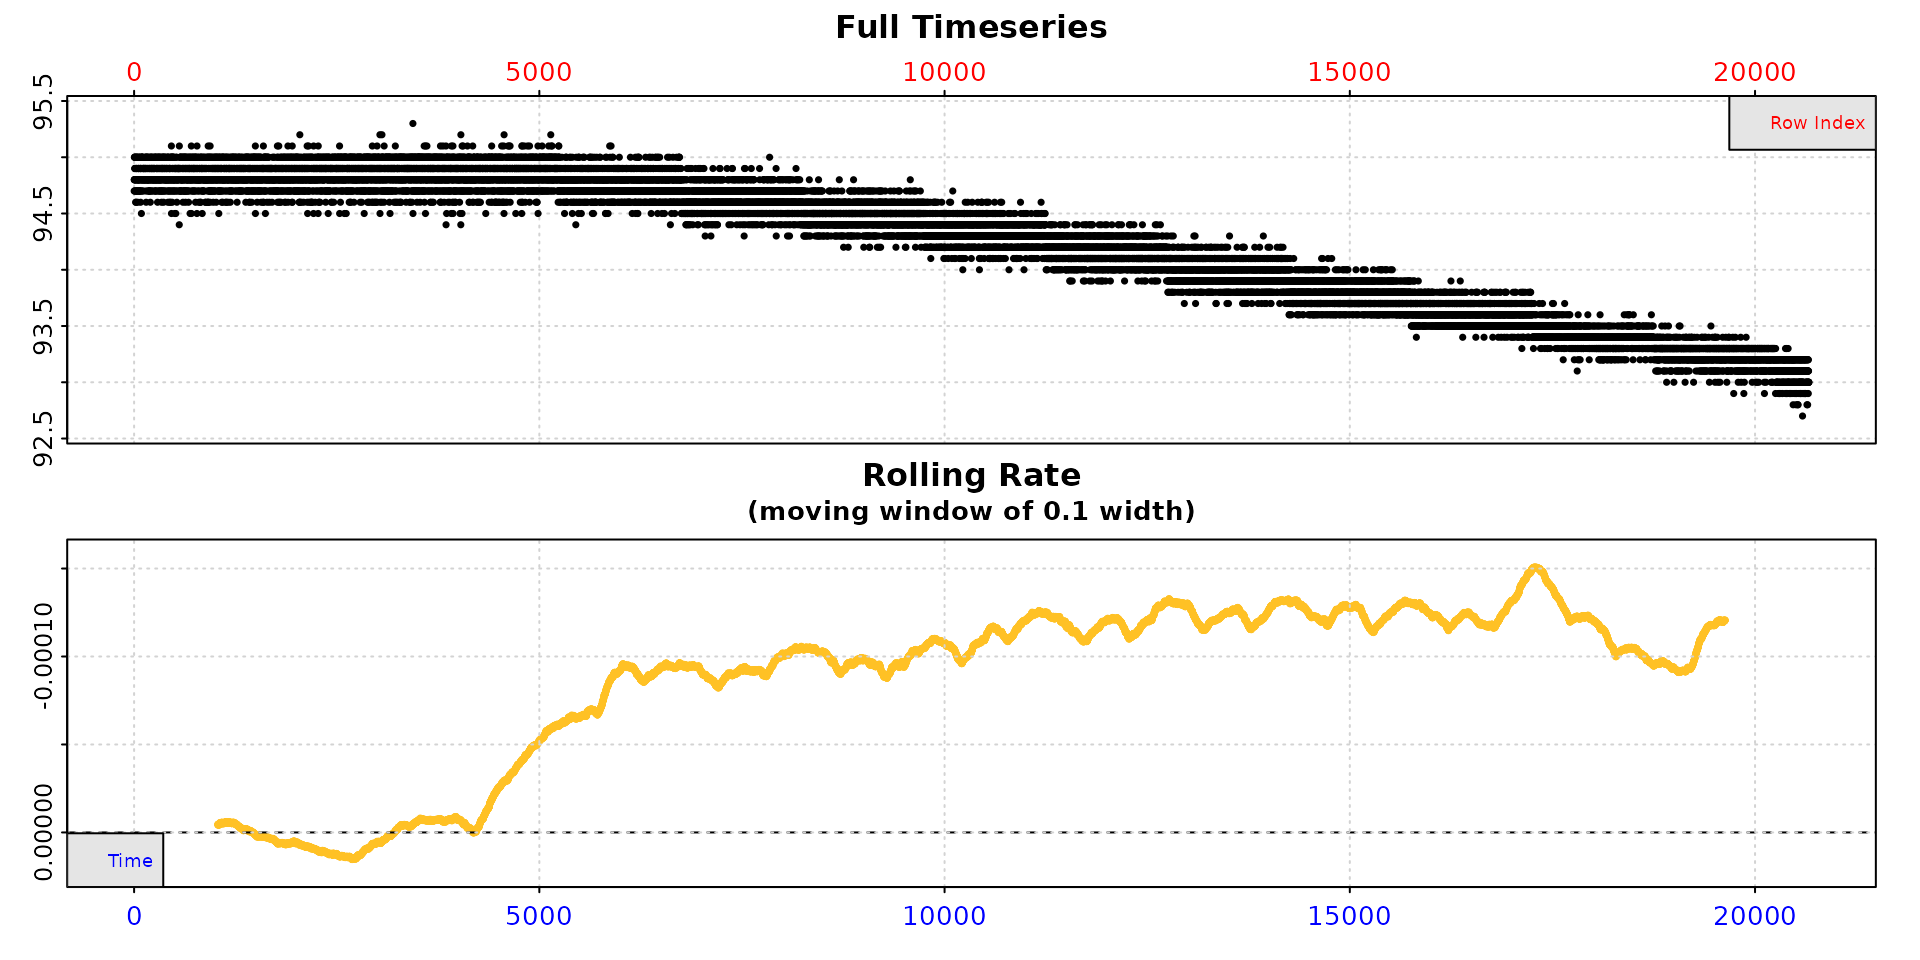 Full Timeseries
0 5000 10000 15000 20000
Row Index
95.5
94.5
93.5
92.5
Rolling Rate
(moving window of 0.1 width)
-0.00010
0.00000
Time
0 5000 10000 15000 20000